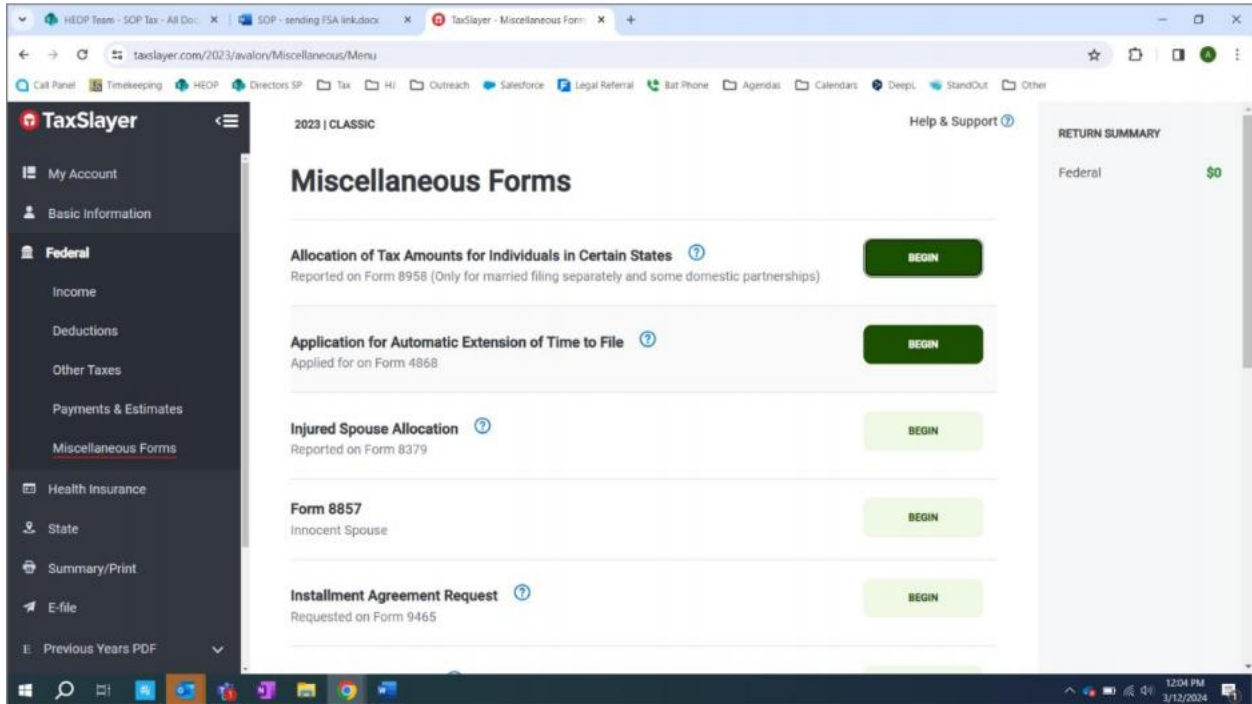 HEOP Team - SOP Tax - All Doc
SOP - sending FSA link.docx
TaxSlayer - Miscellaneous Form
taxslayer.com/2023/avalon/Miscellaneous/Menu
Call Panel
Timekeeping
HEOP
Directors SP
Tax
HJ
Outreach
Salesforce
Legal Referral
Bat Phone
Agendas
Calendars
DeepL
StandOut
Other
TaxSlayer
My Account
Basic Information
Federal
Income
Deductions
Other Taxes
Payments & Estimates
Miscellaneous Forms
Health Insurance
State
Summary/Print
E-file
E Previous Years PDF
2023 | CLASSIC
Help & Support
Miscellaneous Forms
Allocation of Tax Amounts for Individuals in Certain States
Reported on Form 8958 (Only for married filing separately and some domestic partnerships)
BEGIN
Application for Automatic Extension of Time to File
Applied for on Form 4868
BEGIN
Injured Spouse Allocation
Reported on Form 8379
BEGIN
Form 8857
Innocent Spouse
BEGIN
Installment Agreement Request
Requested on Form 9465
BEGIN
RETURN SUMMARY
Federal $0
12:04 PM
3/12/2024